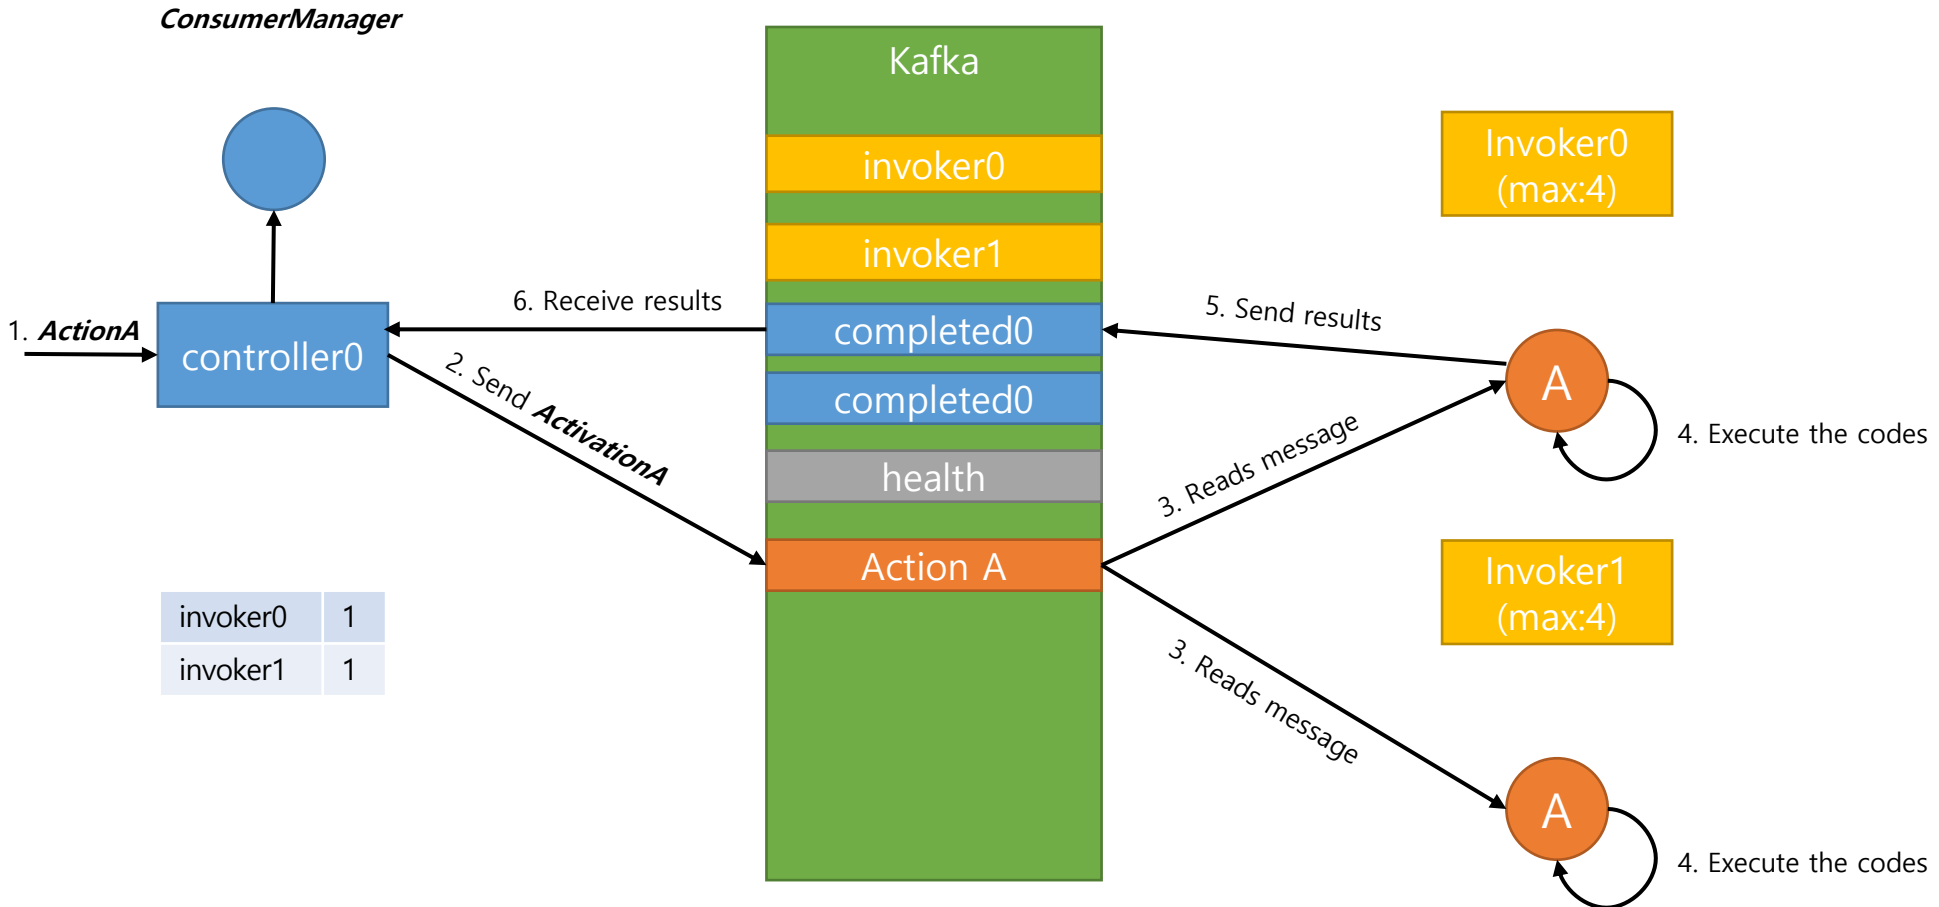 ConsumerManager
Kafka
invoker0
invoker1
completed0
completed0
health
Action A
1. ActionA
controller0
2. Send ActivationA
6. Receive results
invoker0 1
invoker1 1
Invoker0
(max:4)
5. Send results
A
3. Reads message
4. Execute the codes
Invoker1
(max:4)
3. Reads message
A
4. Execute the codes